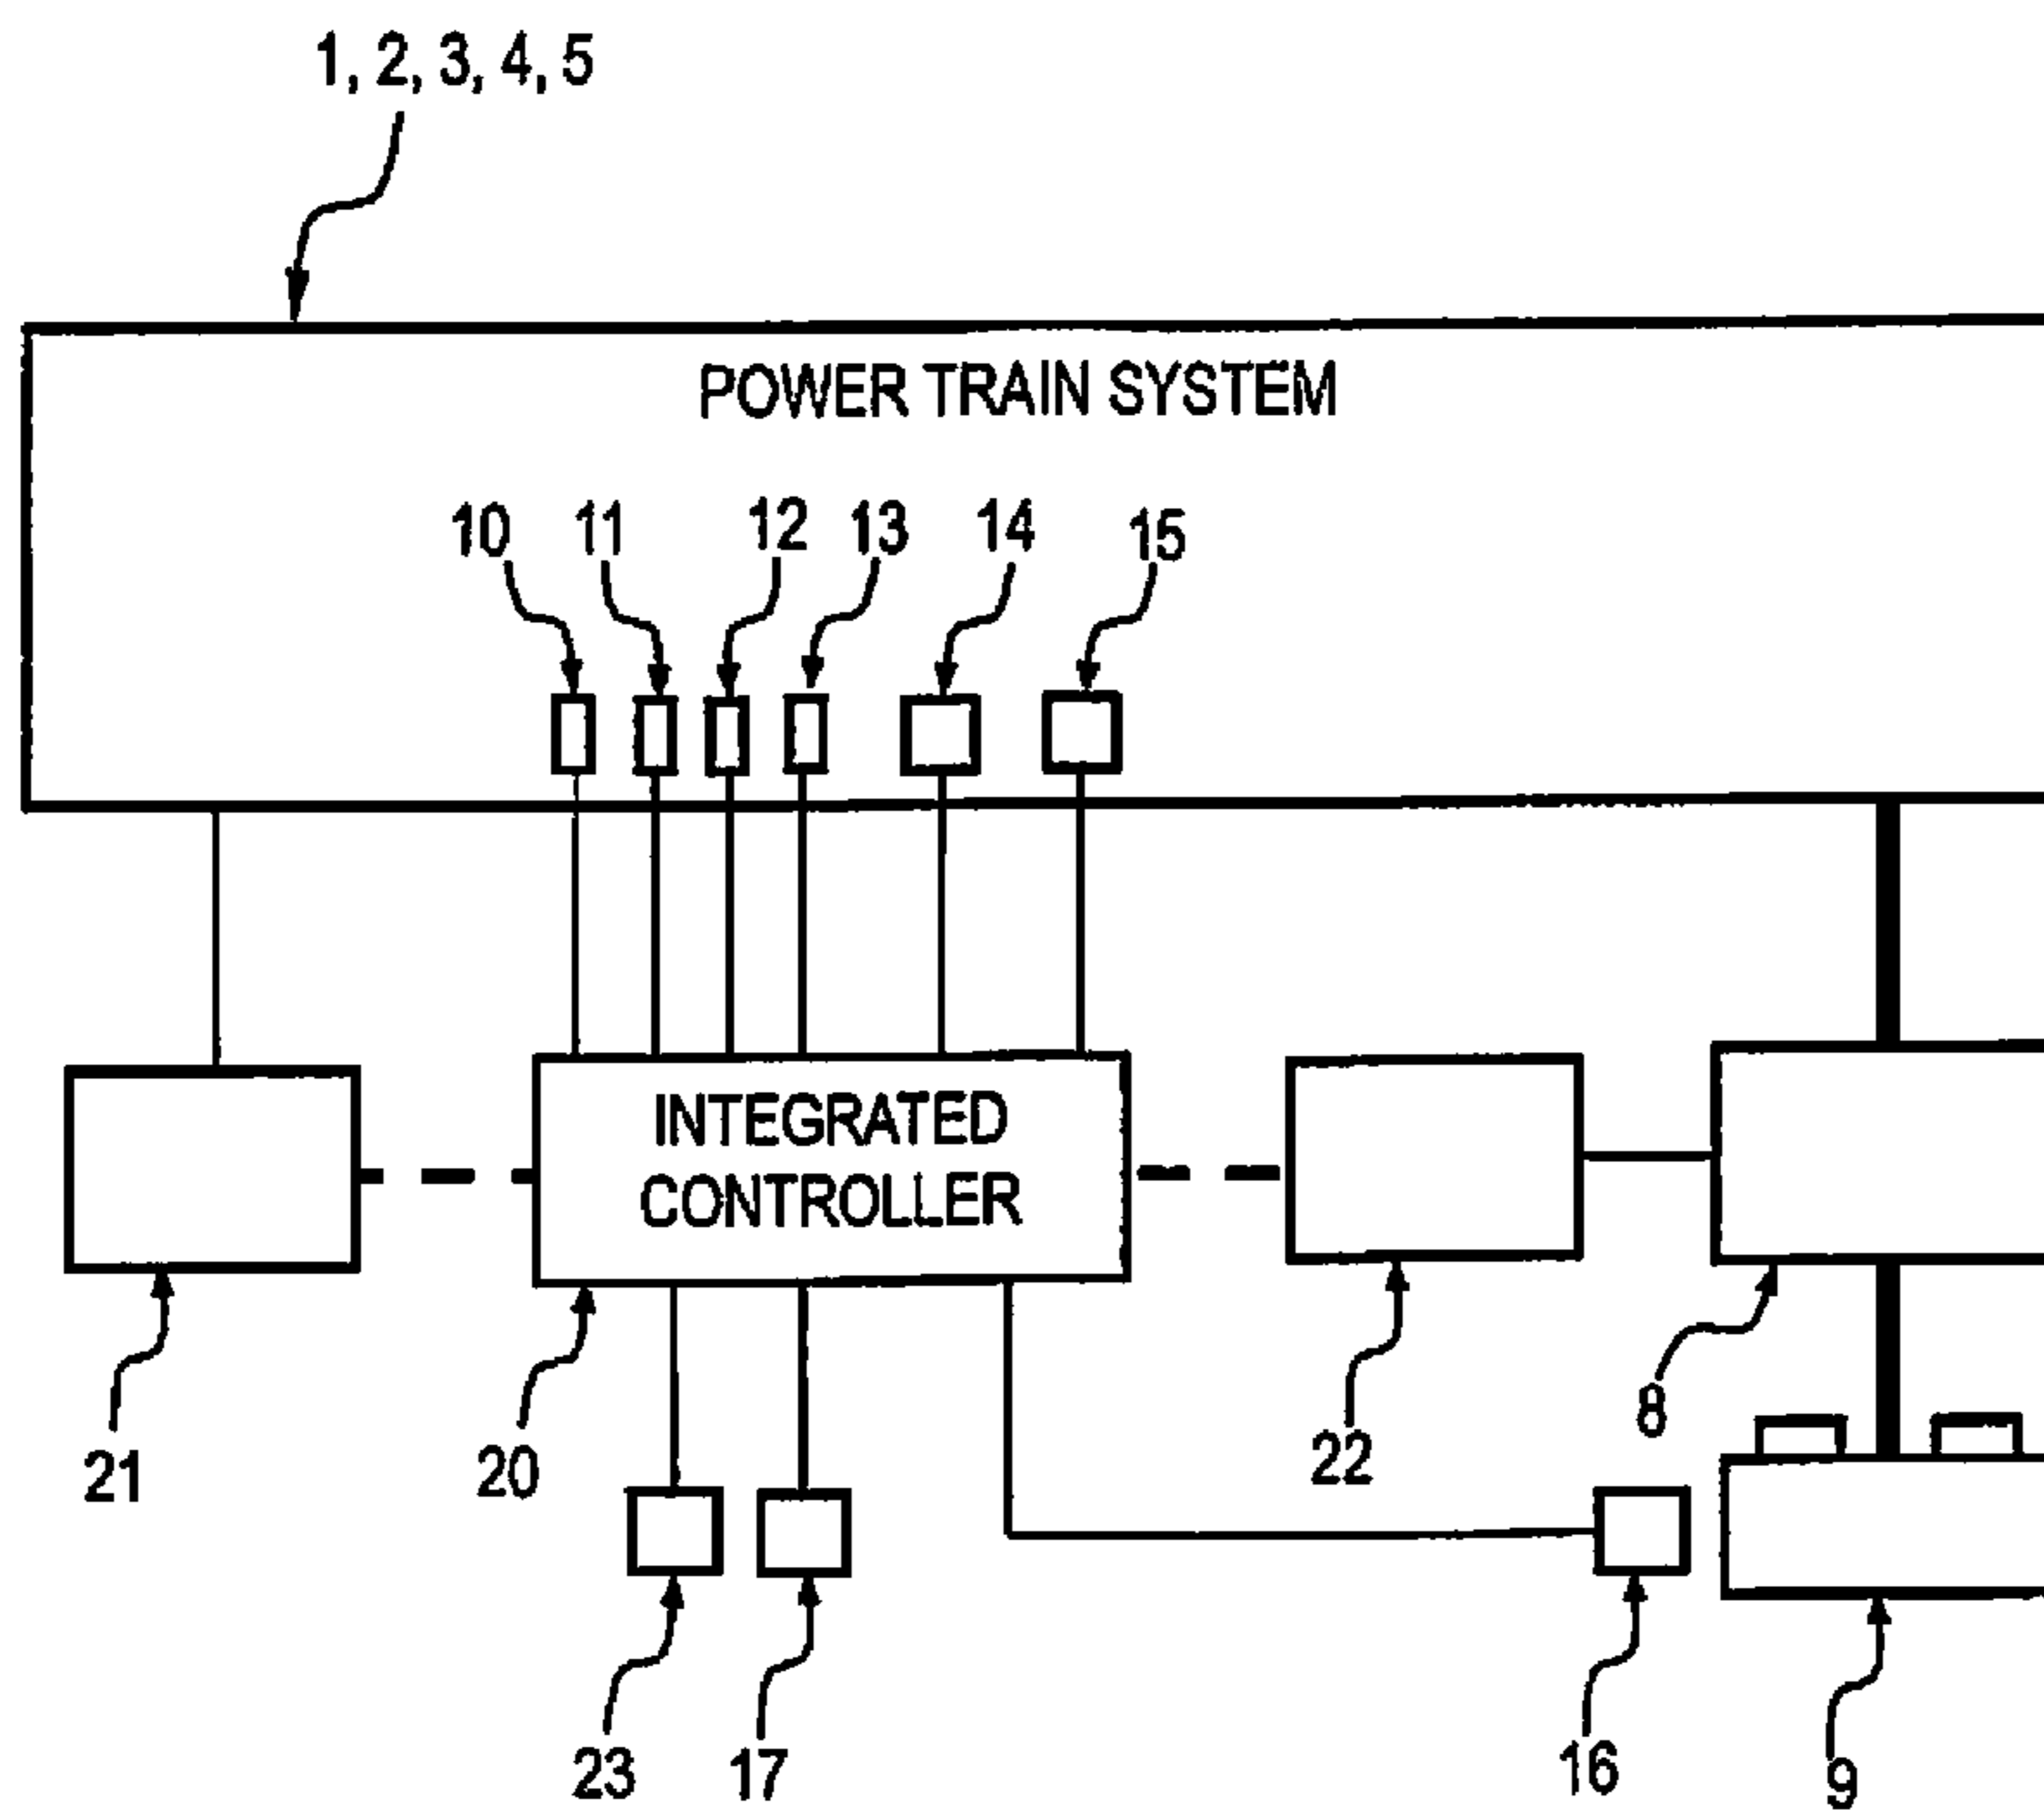 1, 2, 3, 4, 5
POWER TRAIN SYSTEM
10 11 12 13 14 15
INTEGRATED
CONTROLLER
8
21 20 22
23 17 16 9